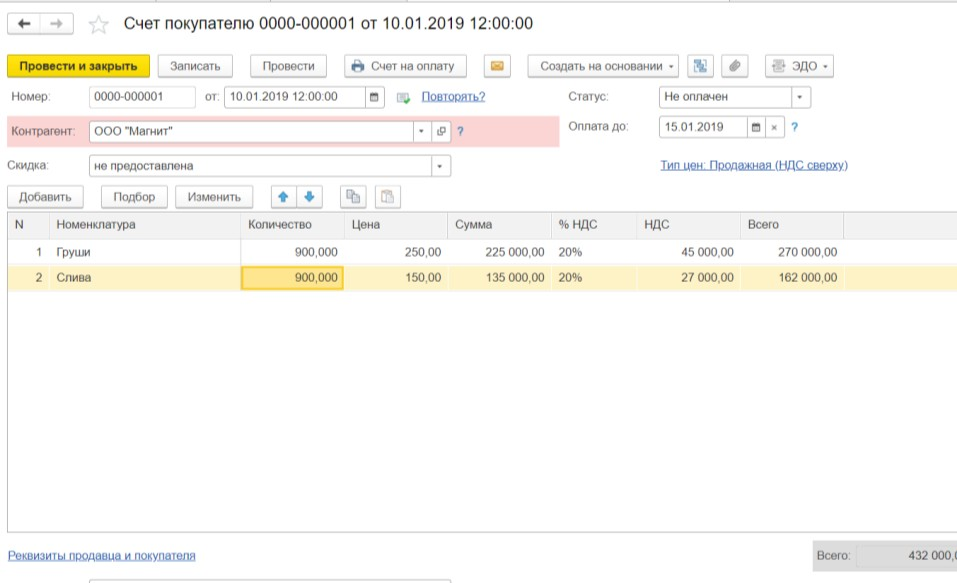 Счет покупателю 0000-000001 от 10.01.2019 12:00:00
Провести и закрыть Записать Провести Счет на оплату Создать на основании ЭДО
Номер: 0000-000001 от: 10.01.2019 12:00:00 Повторять? Статус: Не оплачен
Контрагент: ООО "Магнит" ? Оплата до: 15.01.2019 × ?
Скидка: не предоставлена Тип цен: Продажная (НДС сверху)
Добавить Подбор Изменить
N Номенклатура Количество Цена Сумма % НДС НДС Всего
1 Груши 900,000 250,00 225 000,00 20% 45 000,00 270 000,00
2 Слива 900,000 150,00 135 000,00 20% 27 000,00 162 000,00
Реквизиты продавца и покупателя Всего: 432 000,